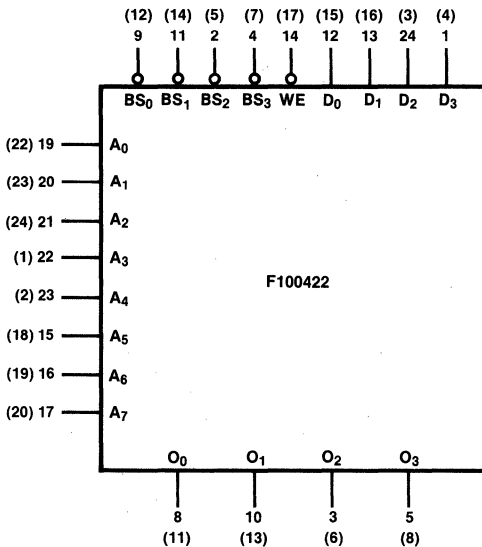 (12) (14) (5) (7) (17) (15) (16) (3) (4)
9 11 2 4 14 12 13 24 1
BS0 BS1 BS2 BS3 WE D0 D1 D2 D3
(22) 19 A0
(23) 20 A1
(24) 21 A2
(1) 22 A3
F100422
(2) 23 A4
(18) 15 A5
(19) 16 A6
(20) 17 A7
O0 O1 O2 O3
8 10 3 5
(11) (13) (6) (8)